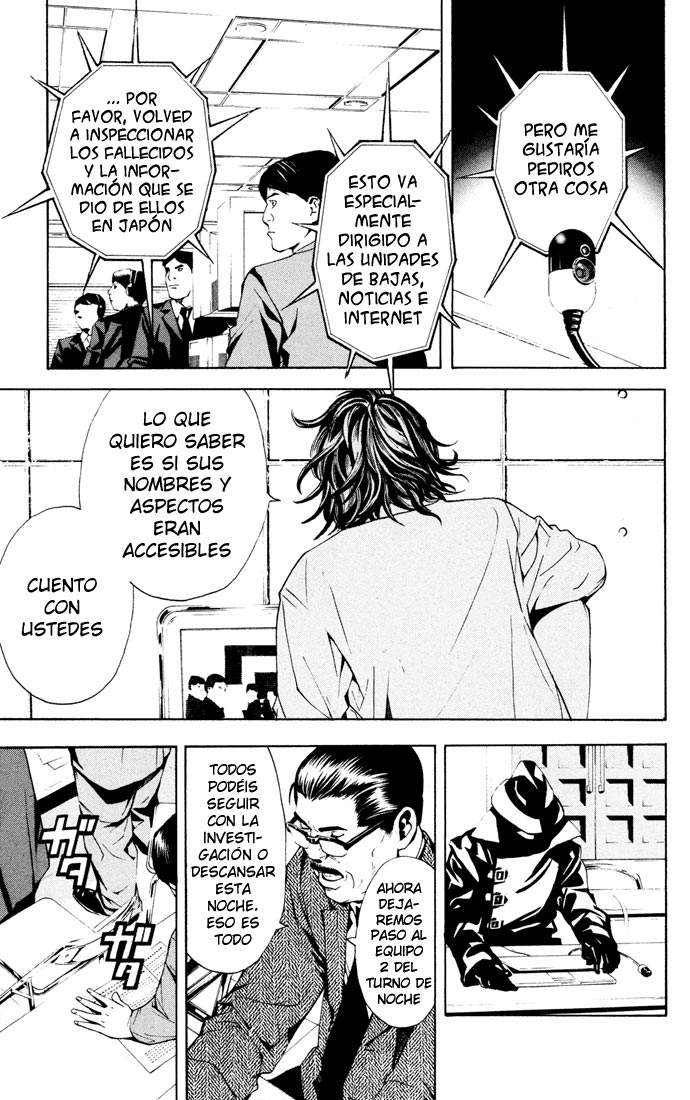 PERO ME
GUSTARÍA
PEDIROS
OTRA COSA
ESTO VA
ESPECIAL-
MENTE
DIRIGIDO A
LAS UNIDADES
DE BAJAS,
NOTICIAS E
INTERNET
... POR
FAVOR, VOLVED
A INSPECCIONAR
LOS FALLECIDOS
Y LA INFOR-
MACIÓN QUE SE
DIO DE ELLOS
EN JAPÓN
LO QUE
QUIERO SABER
ES SI SUS
NOMBRES Y
ASPECTOS
ERAN
ACCESIBLES
CUENTO
CON
USTEDES
AHORA
DEJA-
REMOS
PASO AL
EQUIPO
2 DEL
TURNO DE
NOCHE
TODOS
PODÉIS
SEGUIR
CON LA
INVESTI-
GACIÓN O
DESCANSAR
ESTA
NOCHE.
ESO ES
TODO
ガタ
ガタ